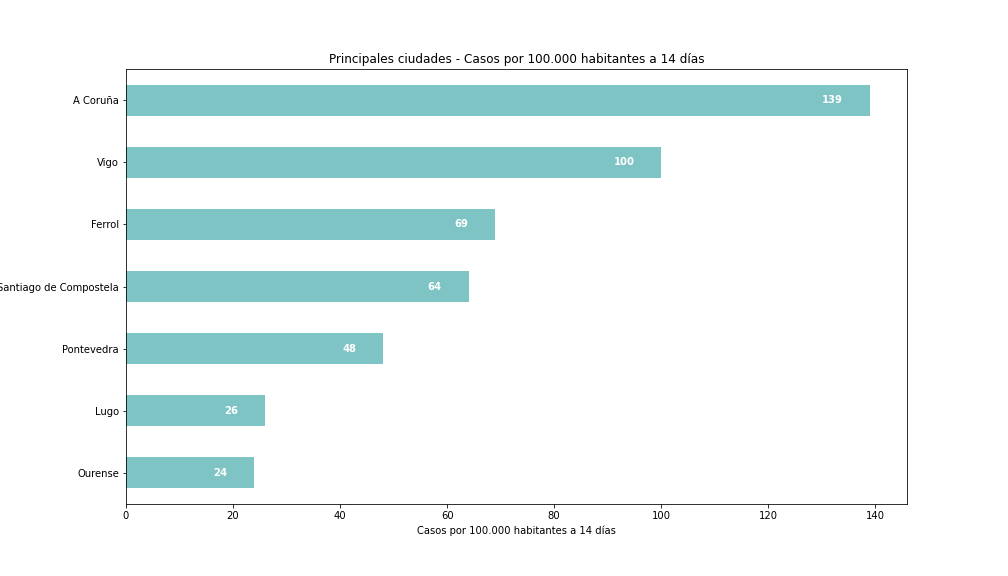 Principales ciudades - Casos por 100.000 habitantes a 14 días
A Coruña
139
Vigo
100
Ferrol
69
Santiago de Compostela
64
Pontevedra
48
Lugo
26
Ourense
24
0 20 40 60 80 100 120 140
Casos por 100.000 habitantes a 14 días